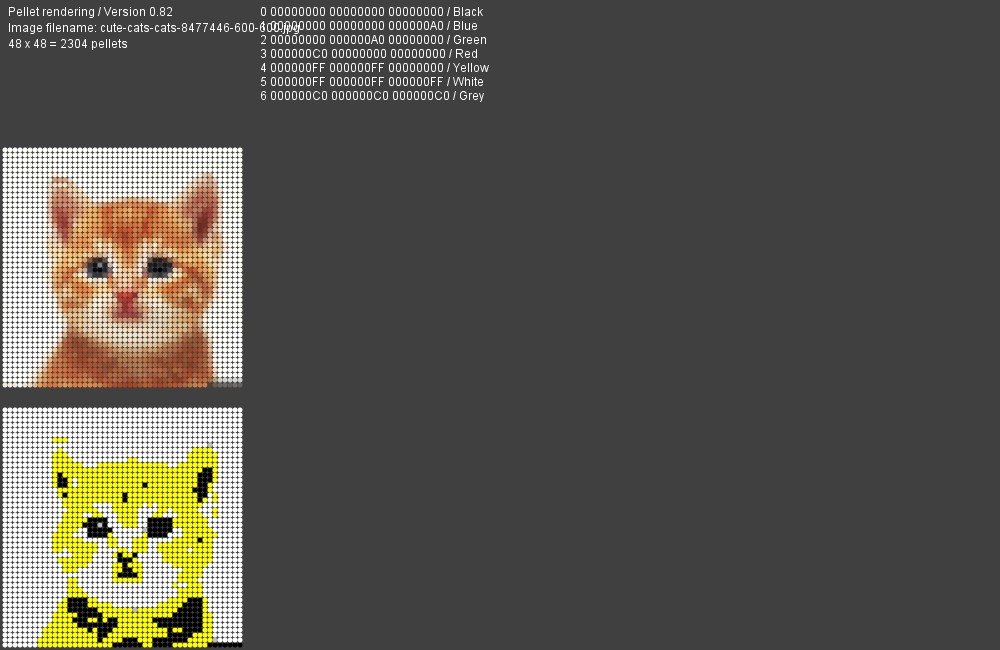 Pellet rendering / Version 0.82
Image filename: cute-cats-cats-8477446-600-600.jpg
48 x 48 = 2304 pellets
0 00000000 00000000 00000000 / Black
1 00000000 00000000 000000A0 / Blue
2 00000000 000000A0 00000000 / Green
3 000000C0 00000000 00000000 / Red
4 000000FF 000000FF 00000000 / Yellow
5 000000FF 000000FF 000000FF / White
6 000000C0 000000C0 000000C0 / Grey